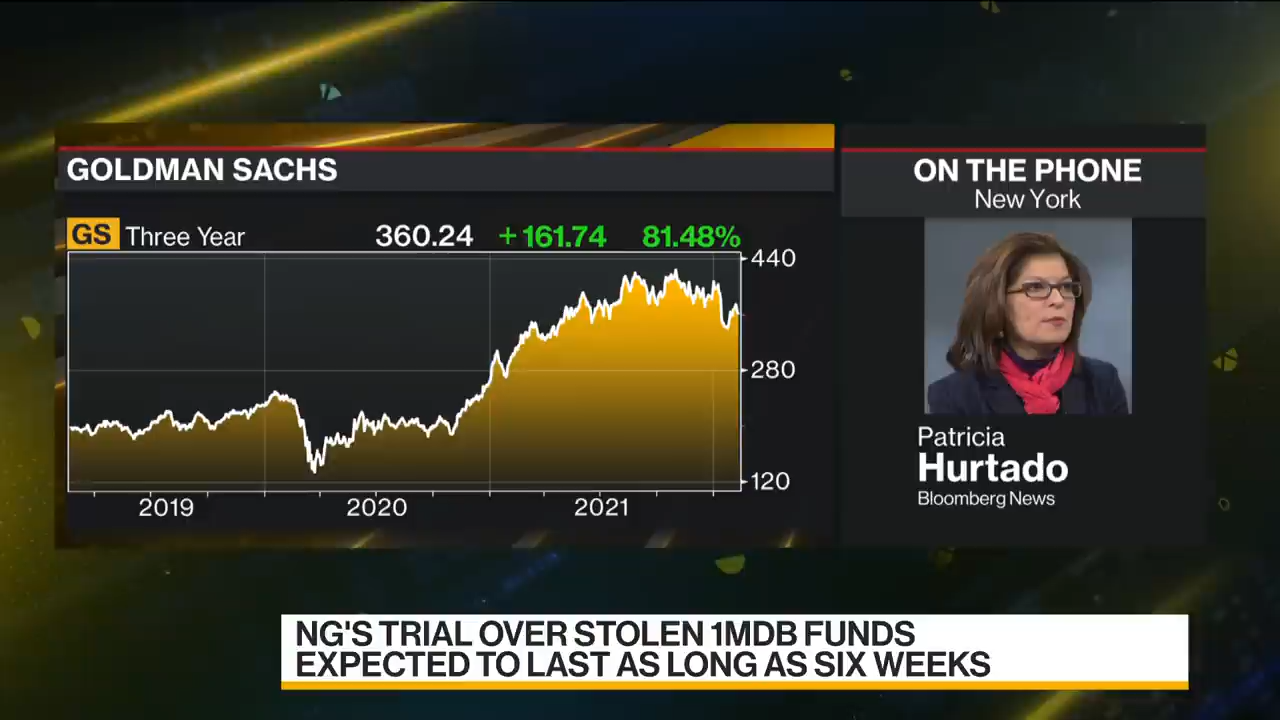 GOLDMAN SACHS
GS Three Year 360.24 +161.74 81.48%
440
280
120
2019 2020 2021
ON THE PHONE
New York
Patricia
Hurtado
Bloomberg News
NG'S TRIAL OVER STOLEN 1MDB FUNDS
EXPECTED TO LAST AS LONG AS SIX WEEKS